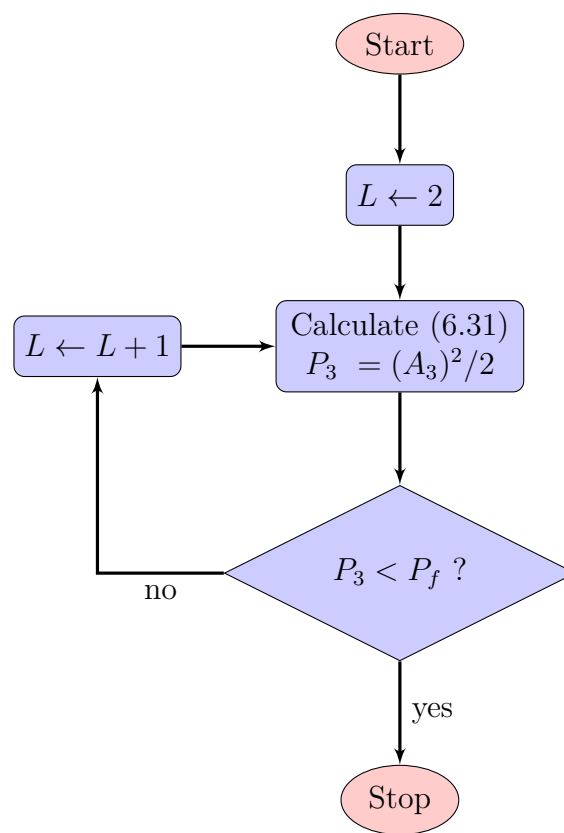 Start
L ← 2
L ← L + 1
Calculate (6.31)
P₃ = (A₃)²/2
P₃ < P_f ?
no
yes
Stop